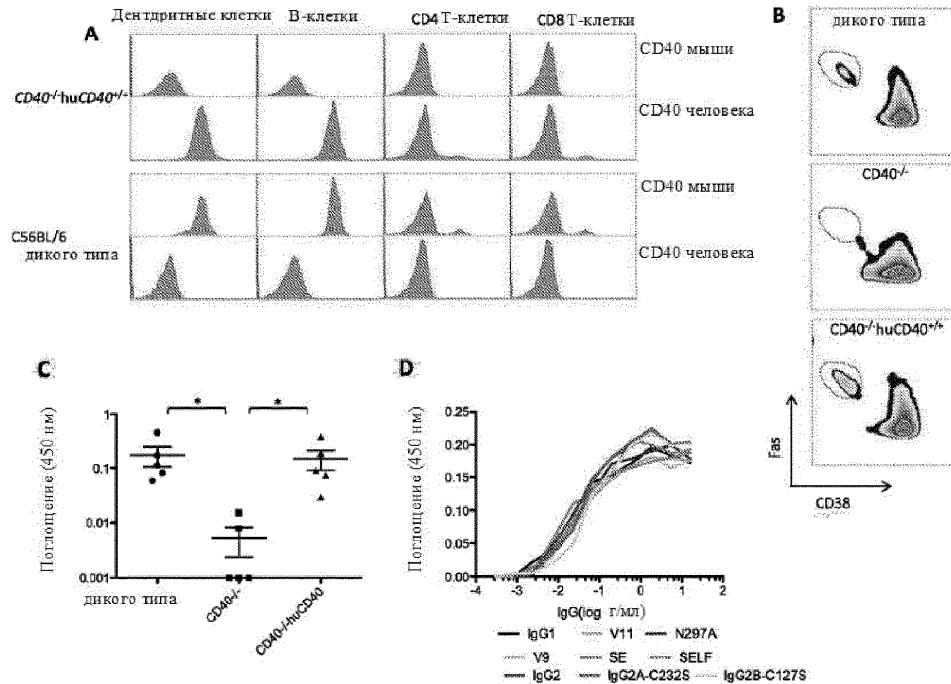 A
Дентдритные клетки
В-клетки
CD4 Т-клетки
CD8 Т-клетки
CD40⁻/⁻huCD40⁺/⁺
CD40 мыши
CD40 человека
C56BL/6
дикого типа
CD40 мыши
CD40 человека
B
дикого типа
CD40⁻/⁻
CD40⁻/⁻huCD40⁺/⁺
Fas
CD38
C
Поглощение (450 нм)
1
0.1
0.01
0.001
*
*
дикого типа
CD40-/-
CD40-/-huCD40
D
Поглощение (450 нм)
0.25
0.20
0.15
0.10
0.05
0.00
-4 -3 -2 -1 0 1 2
IgG(log г/мл)
IgG1 V11 N297A
V9 SE SELF
IgG2 IgG2A-C232S IgG2B-C127S